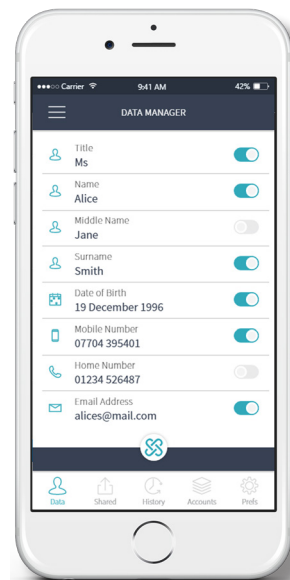 Carrier 9:41 AM 42%
DATA MANAGER
Title
Ms
Name
Alice
Middle Name
Jane
Surname
Smith
Date of Birth
19 December 1996
Mobile Number
07704 395401
Home Number
01234 526487
Email Address
alices@mail.com
Data Shared History Accounts Prefs